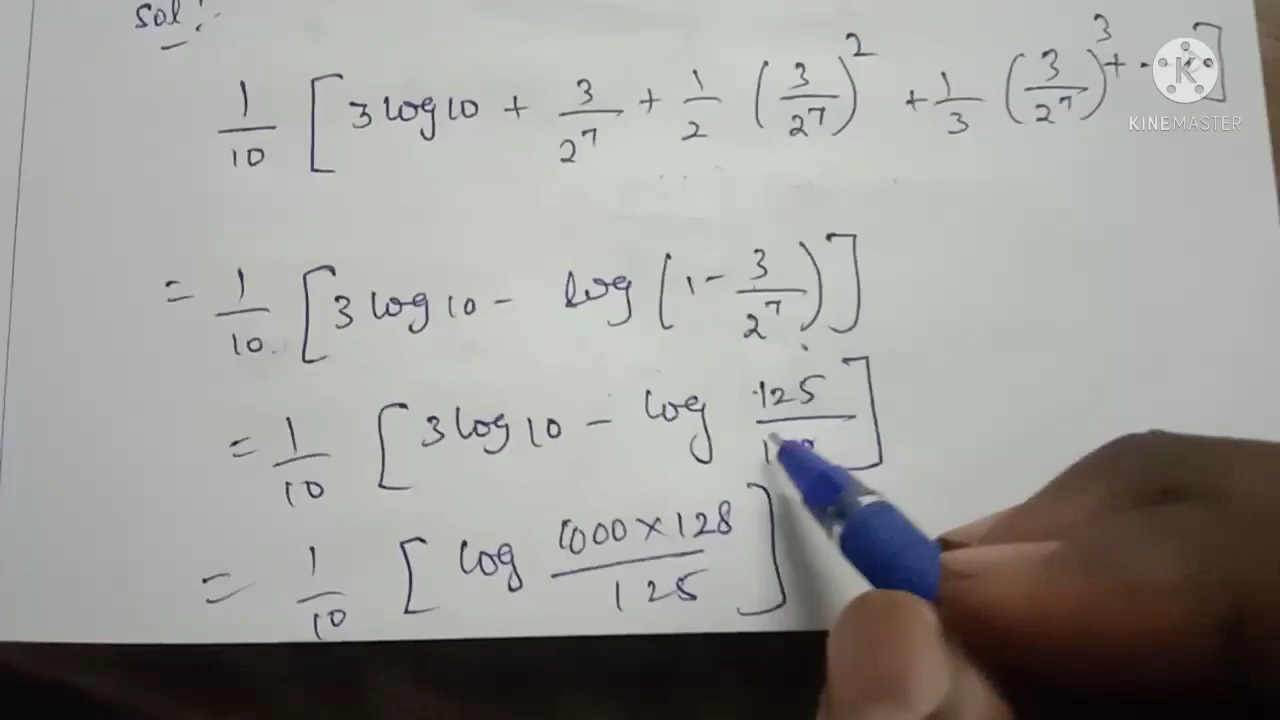 Sol:
1/10 [3 log 10 + 3/2^7 + 1/2 (3/2^7)^2 + 1/3 (3/2^7)^3 + ...]
KINEMASTER
= 1/10 [3 log 10 - log (1 - 3/2^7)]
= 1/10 [3 log 10 - log 125/]
= 1/10 [log 1000 × 128/125]